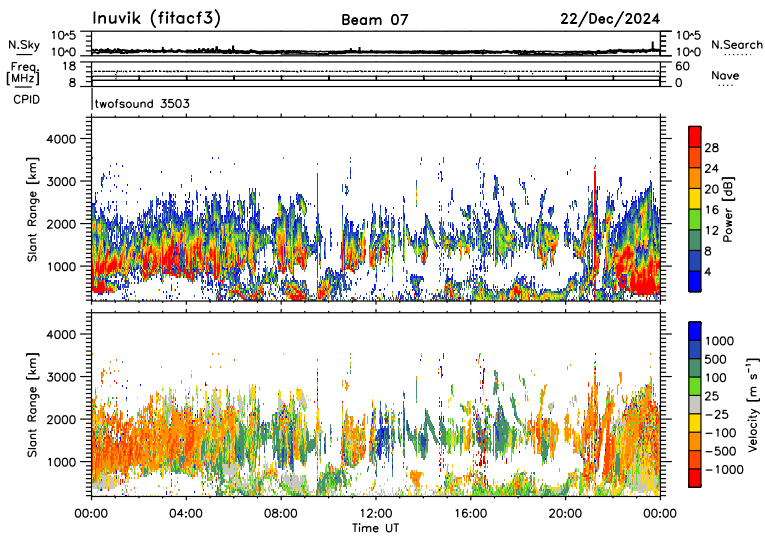 Inuvik (fitacf3) Beam 07 22/Dec/2024
N.Sky 10^5 10^0 10^5 10^0 N.Search
Freq. [MHz] 18 8 60 0 Nave
CPID twofsound 3503
Slant Range [km] 4000 3000 2000 1000
Power [dB] 28 24 20 16 12 8 4
Slant Range [km] 4000 3000 2000 1000
Velocity [m s⁻¹] 1000 500 100 25 −25 −100 −500 −1000
00:00 04:00 08:00 12:00 16:00 20:00 00:00
Time UT